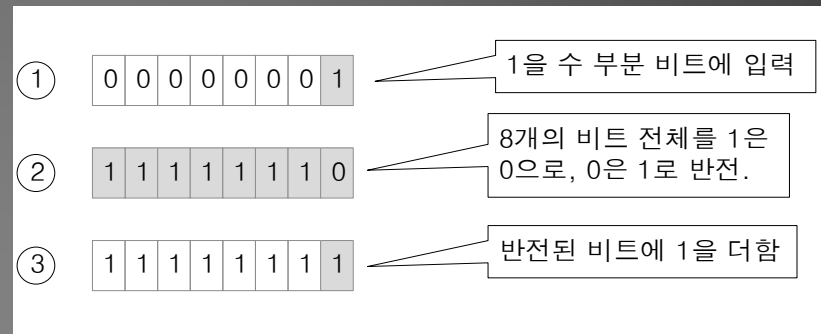 ① 0 0 0 0 0 0 0 1 1을 수 부분 비트에 입력
② 1 1 1 1 1 1 1 0 8개의 비트 전체를 1은
0으로, 0은 1로 반전.
③ 1 1 1 1 1 1 1 1 반전된 비트에 1을 더함